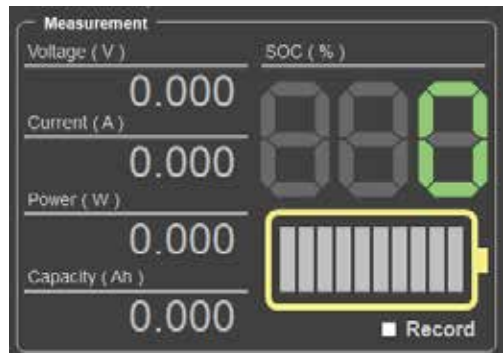 Measurement
Voltage ( V )
0.000
Current ( A )
0.000
Power ( W )
0.000
Capacity ( Ah )
0.000
SOC ( % )
0
Record